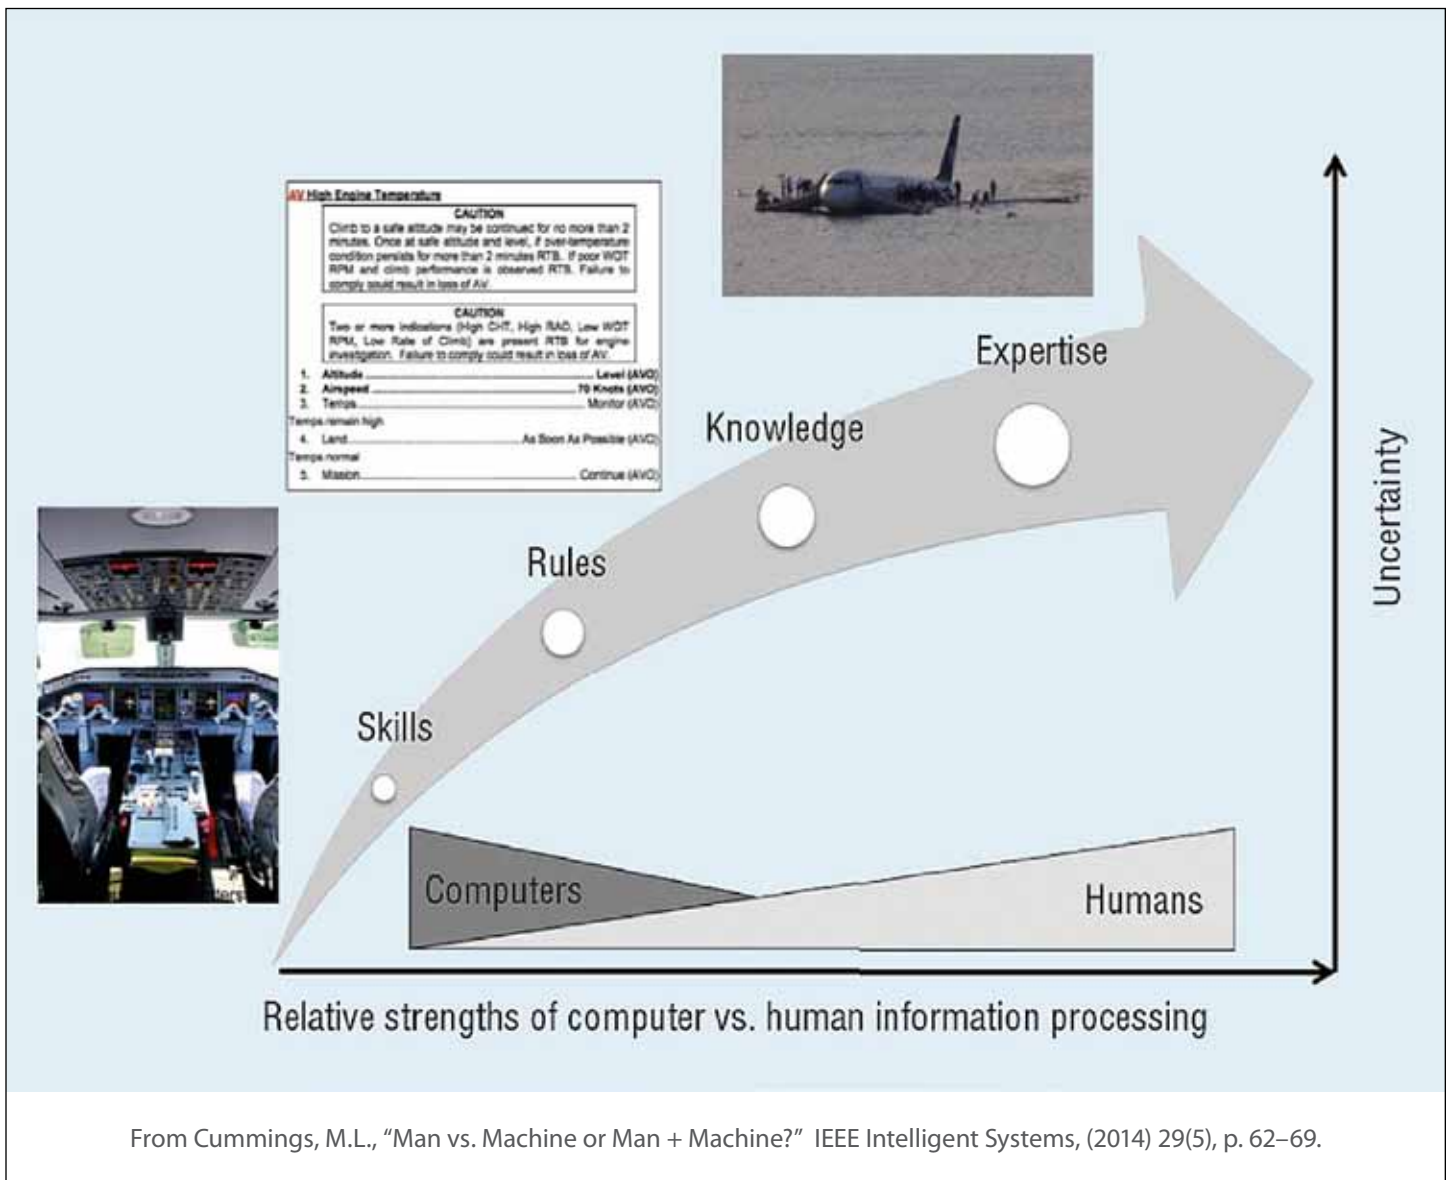 AV High Engine Temperature
CAUTION
Climb to a safe altitude may be continued for no more than 2
minutes. Once at safe altitude and level, if over-temperature
condition persists for more than 2 minutes RTB. If poor WOT
RPM and climb performance is observed RTB. Failure to
comply could result in loss of AV.
CAUTION
Two or more indications (High CHT, High RAD, Low WOT
RPM, Low Rate of Climb) are present RTB for engine
investigation. Failure to comply could result in loss of AV.
1. Altitude Level (AVO)
2. Airspeed 70 Knots (AVO)
3. Temps Monitor (AVO)
Temps remain high
4. Land As Soon As Possible (AVO)
Temps normal
5. Mission Continue (AVO)
Expertise
Knowledge
Rules
Skills
Uncertainty
Computers
Humans
Relative strengths of computer vs. human information processing
From Cummings, M.L., “Man vs. Machine or Man + Machine?” IEEE Intelligent Systems, (2014) 29(5), p. 62–69.